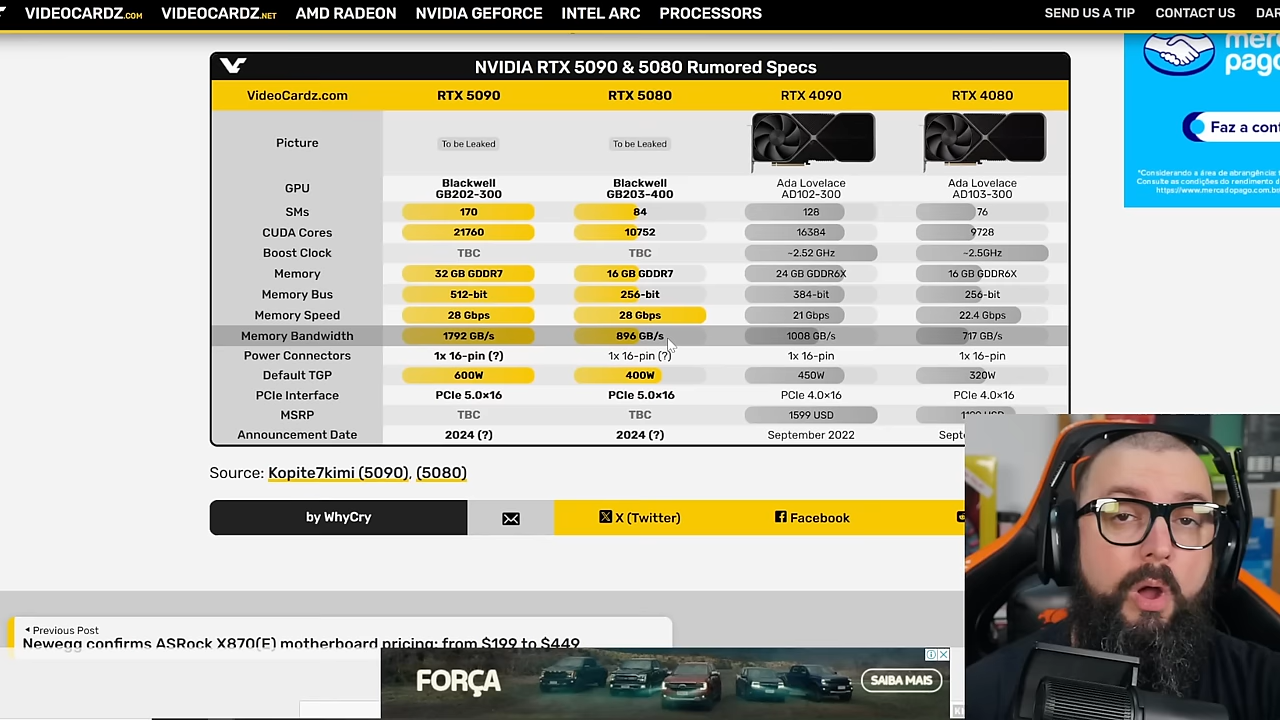 VIDEOCARDZ.COM VIDEOCARDZ.NET AMD RADEON NVIDIA GEFORCE INTEL ARC PROCESSORS SEND US A TIP CONTACT US
NVIDIA RTX 5090 & 5080 Rumored Specs
VideoCardz.com RTX 5090 RTX 5080 RTX 4090 RTX 4080
Picture To be Leaked To be Leaked
GPU Blackwell GB202-300 Blackwell GB203-400 Ada Lovelace AD102-300 Ada Lovelace AD103-300
SMs 170 84 128 76
CUDA Cores 21760 10752 16384 9728
Boost Clock TBC TBC ~2.52 GHz ~2.5GHz
Memory 32 GB GDDR7 16 GB GDDR7 24 GB GDDR6X 16 GB GDDR6X
Memory Bus 512-bit 256-bit 384-bit 256-bit
Memory Speed 28 Gbps 28 Gbps 21 Gbps 22.4 Gbps
Memory Bandwidth 1792 GB/s 896 GB/s 1008 GB/s 717 GB/s
Power Connectors 1x 16-pin (?) 1x 16-pin (?) 1x 16-pin 1x 16-pin
Default TGP 600W 400W 450W 320W
PCIe Interface PCIe 5.0×16 PCIe 5.0×16 PCIe 4.0×16 PCIe 4.0×16
MSRP TBC TBC 1599 USD
Announcement Date 2024 (?) 2024 (?) September 2022
Source: Kopite7kimi (5090), (5080)
by WhyCry X (Twitter) Facebook
Previous Post
Newegg confirms ASRock X870(E) motherboard pricing: from $199 to $449
FORÇA SAIBA MAIS
pago
Faz a
*Considerando a área de abrangência:
Consulte as condições do rendimento